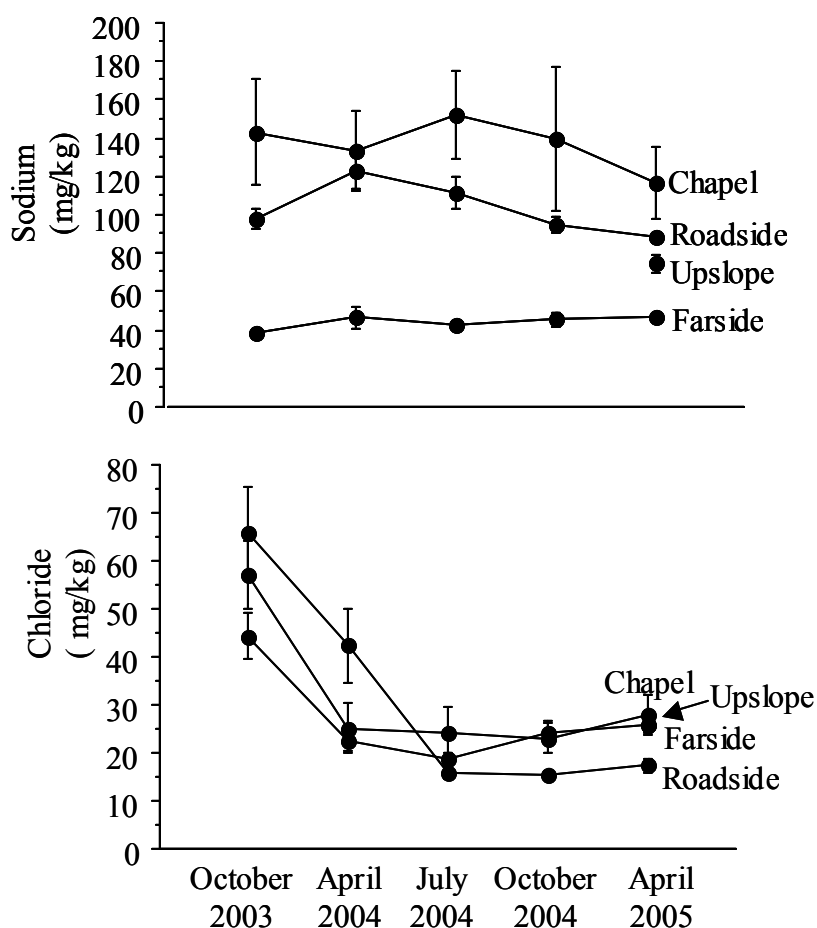 200
180
160
140
120
100
80
60
40
20
0
Sodium
(mg/kg)
Chapel
Roadside
Upslope
Farside
80
70
60
50
40
30
20
10
0
Chloride
( mg/kg)
Chapel
Upslope
Farside
Roadside
October April July October April
2003 2004 2004 2004 2005